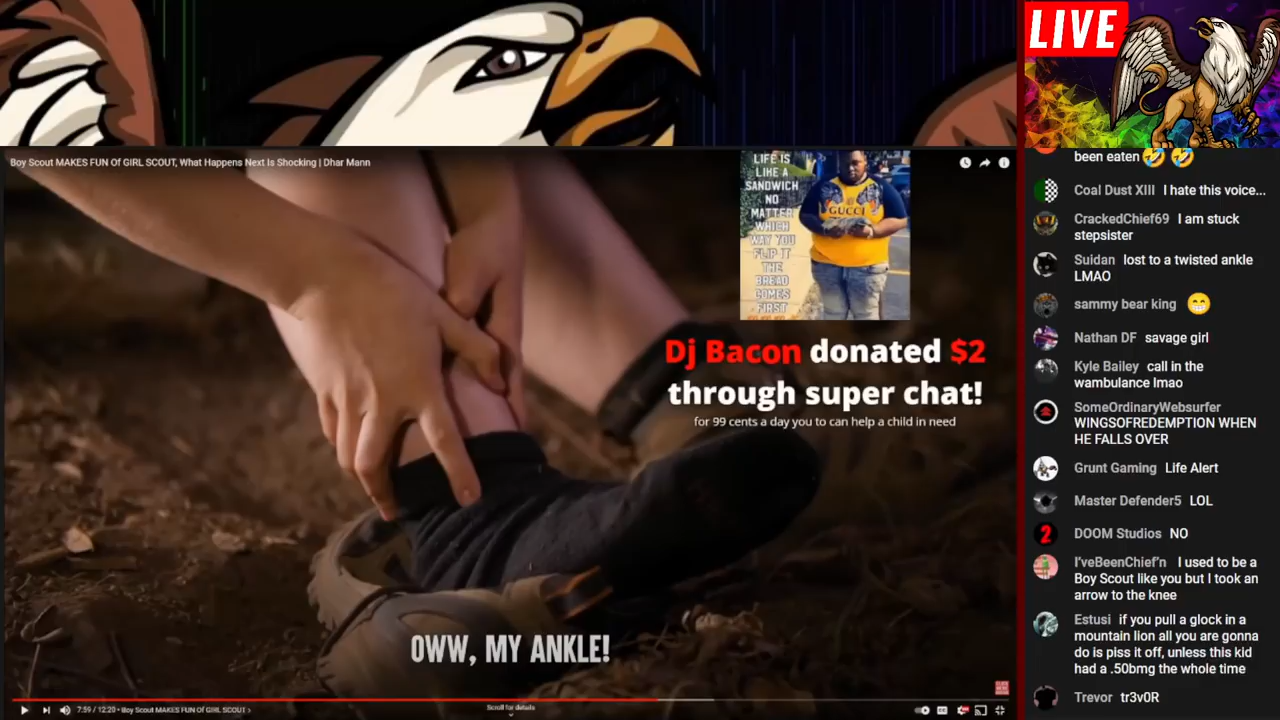 LIVE
Boy Scout MAKES FUN Of GIRL SCOUT, What Happens Next Is Shocking | Dhar Mann
LIFE IS
LIKE A
SANDWICH
NO
MATTER
WHICH
WAY YOU
FLIP IT
THE
BREAD
COMES
FIRST
GUCCI
Dj Bacon donated $2
through super chat!
for 99 cents a day you to can help a child in need
OWW, MY ANKLE!
7:59 / 12:20 • Boy Scout MAKES FUN Of GIRL SCOUT >
Scroll for details
been eaten 🤣 🤣
Coal Dust XIII I hate this voice...
CrackedChief69 I am stuck
stepsister
Suidan lost to a twisted ankle
LMAO
sammy bear king 😁
Nathan DF savage girl
Kyle Bailey call in the
wambulance lmao
SomeOrdinaryWebsurfer
WINGSOFREDEMPTION WHEN
HE FALLS OVER
Grunt Gaming Life Alert
Master Defender5 LOL
2
DOOM Studios NO
I'veBeenChief'n I used to be a
Boy Scout like you but I took an
arrow to the knee
Estusi if you pull a glock in a
mountain lion all you are gonna
do is piss it off, unless this kid
had a .50bmg the whole time
Trevor tr3v0R